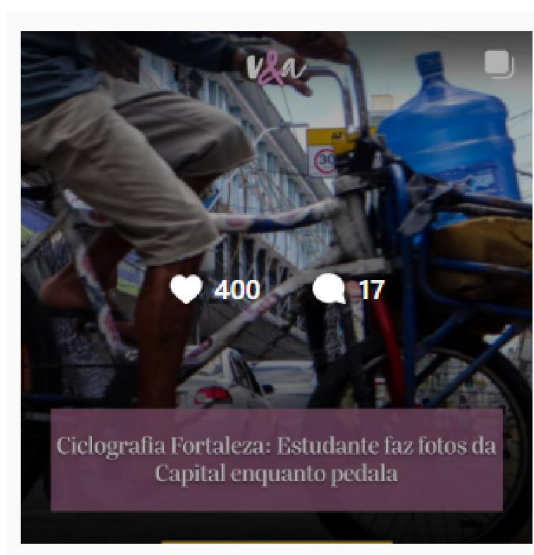 v&a
30
400
17
Ciclografia Fortaleza: Estudante faz fotos da
Capital enquanto pedala